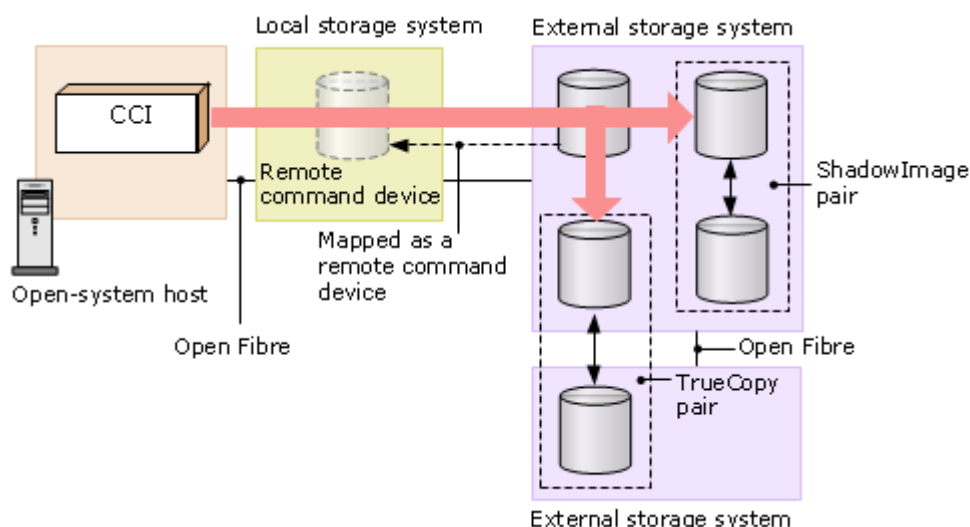 Local storage system
External storage system
CCI
Remote
command device
ShadowImage
pair
Mapped as a
remote command
device
Open-system host
Open Fibre
Open Fibre
TrueCopy
pair
External storage system